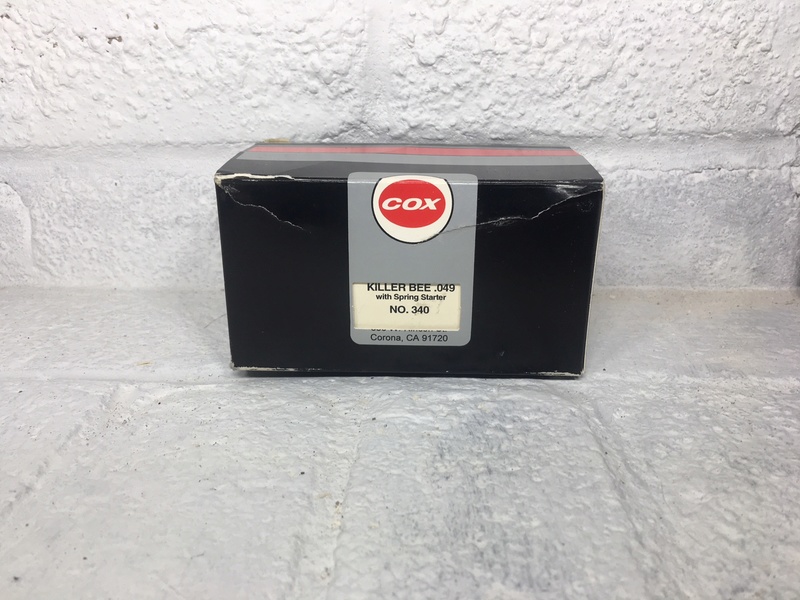 COX
KILLER BEE .049
with Spring Starter
NO. 340
Corona, CA 91720